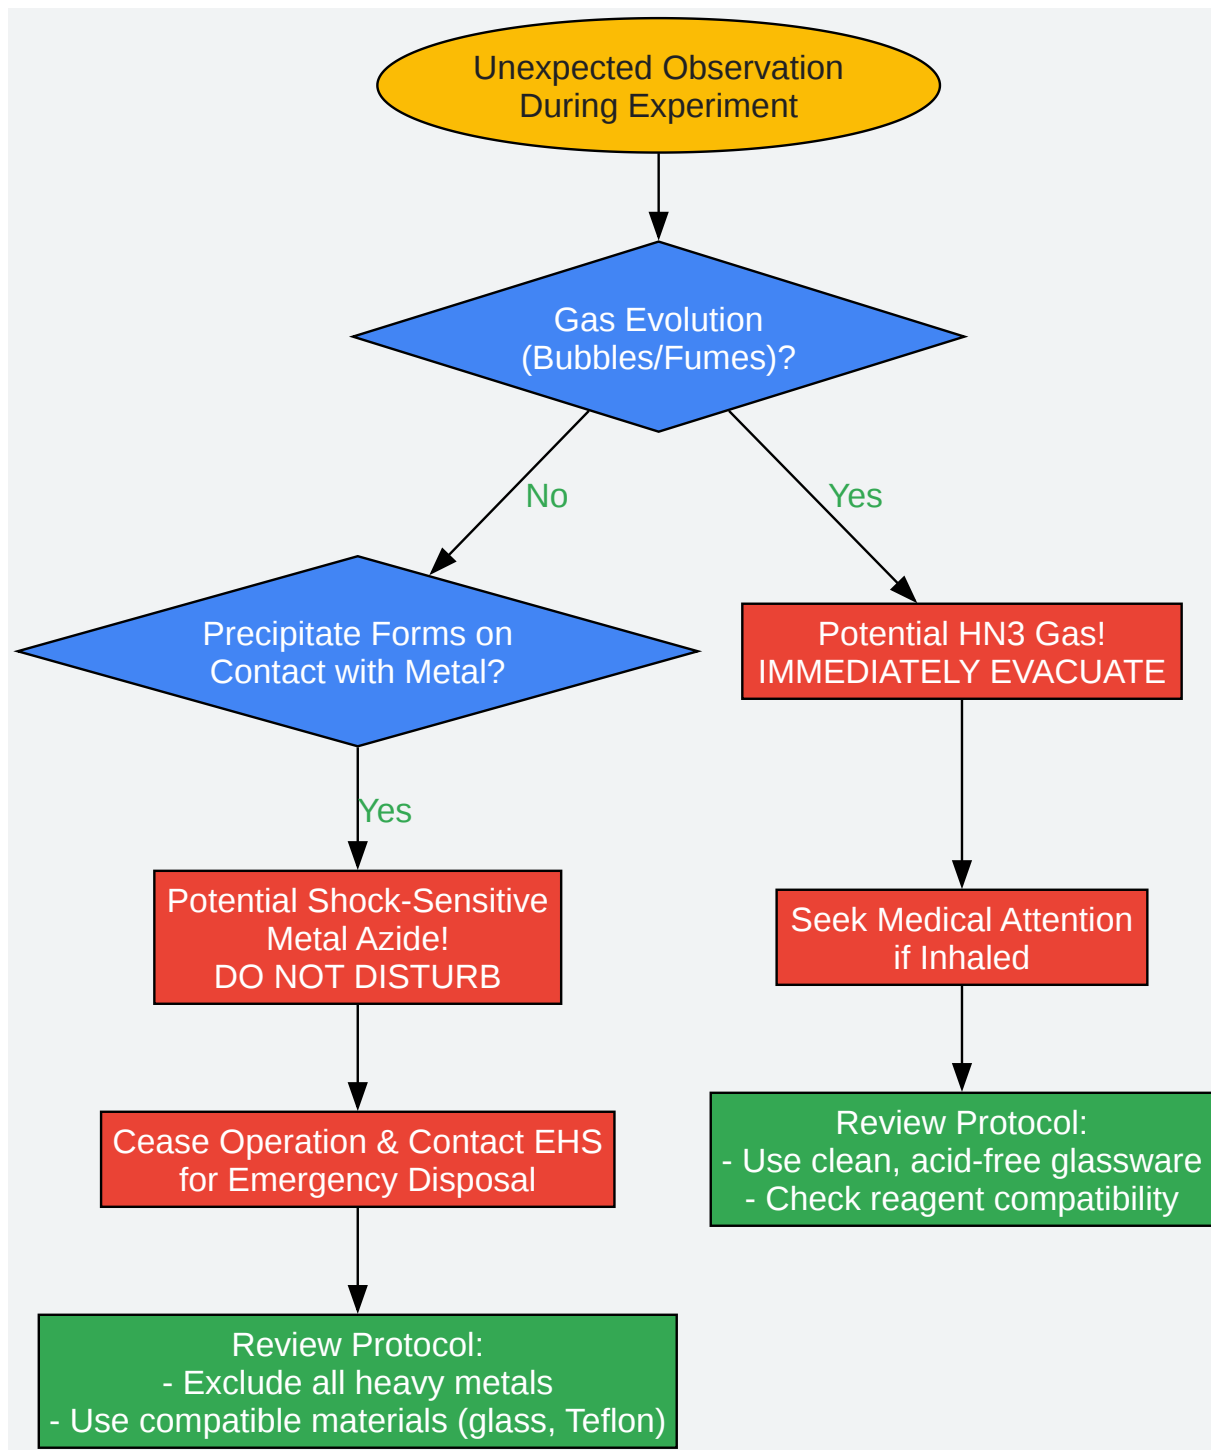 Unexpected Observation
During Experiment
Gas Evolution
(Bubbles/Fumes)?
No
Yes
Precipitate Forms on
Contact with Metal?
Potential HN3 Gas!
IMMEDIATELY EVACUATE
Yes
Potential Shock-Sensitive
Metal Azide!
DO NOT DISTURB
Seek Medical Attention
if Inhaled
Cease Operation & Contact EHS
for Emergency Disposal
Review Protocol:
- Use clean, acid-free glassware
- Check reagent compatibility
Review Protocol:
- Exclude all heavy metals
- Use compatible materials (glass, Teflon)